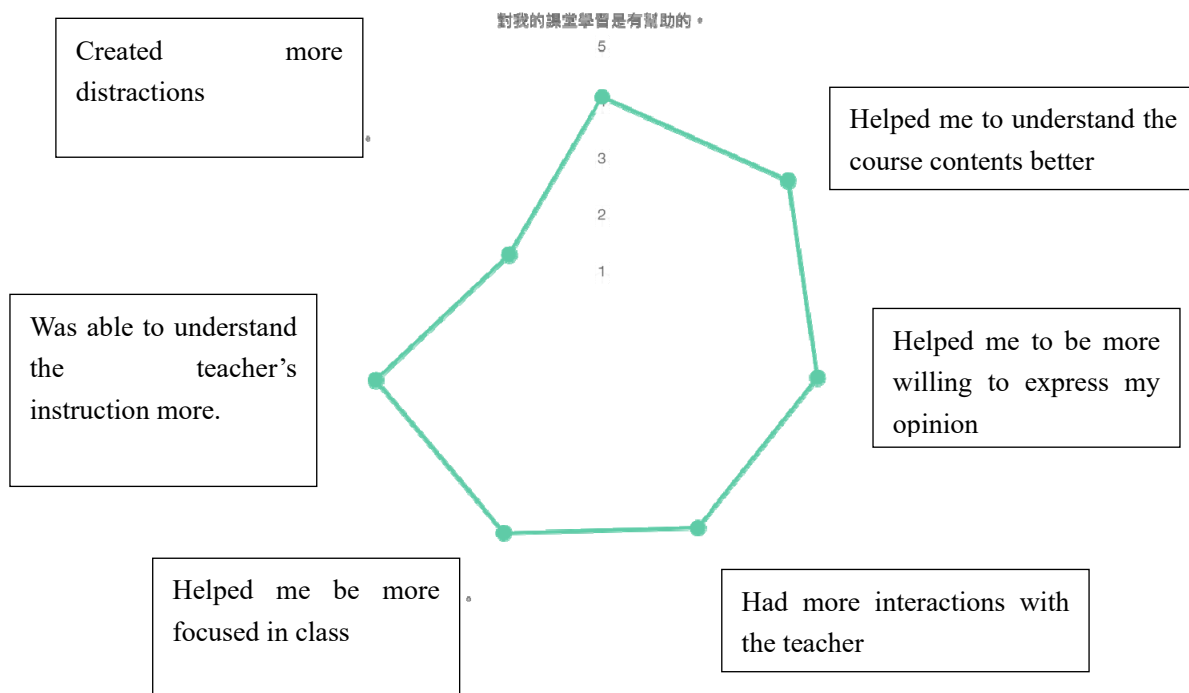 對我的課堂學習是有幫助的。
5
3
2
1
Created more
distractions
Helped me to understand the
course contents better
Was able to understand
the teacher’s
instruction more.
Helped me to be more
willing to express my
opinion
Helped me be more
focused in class
Had more interactions with
the teacher